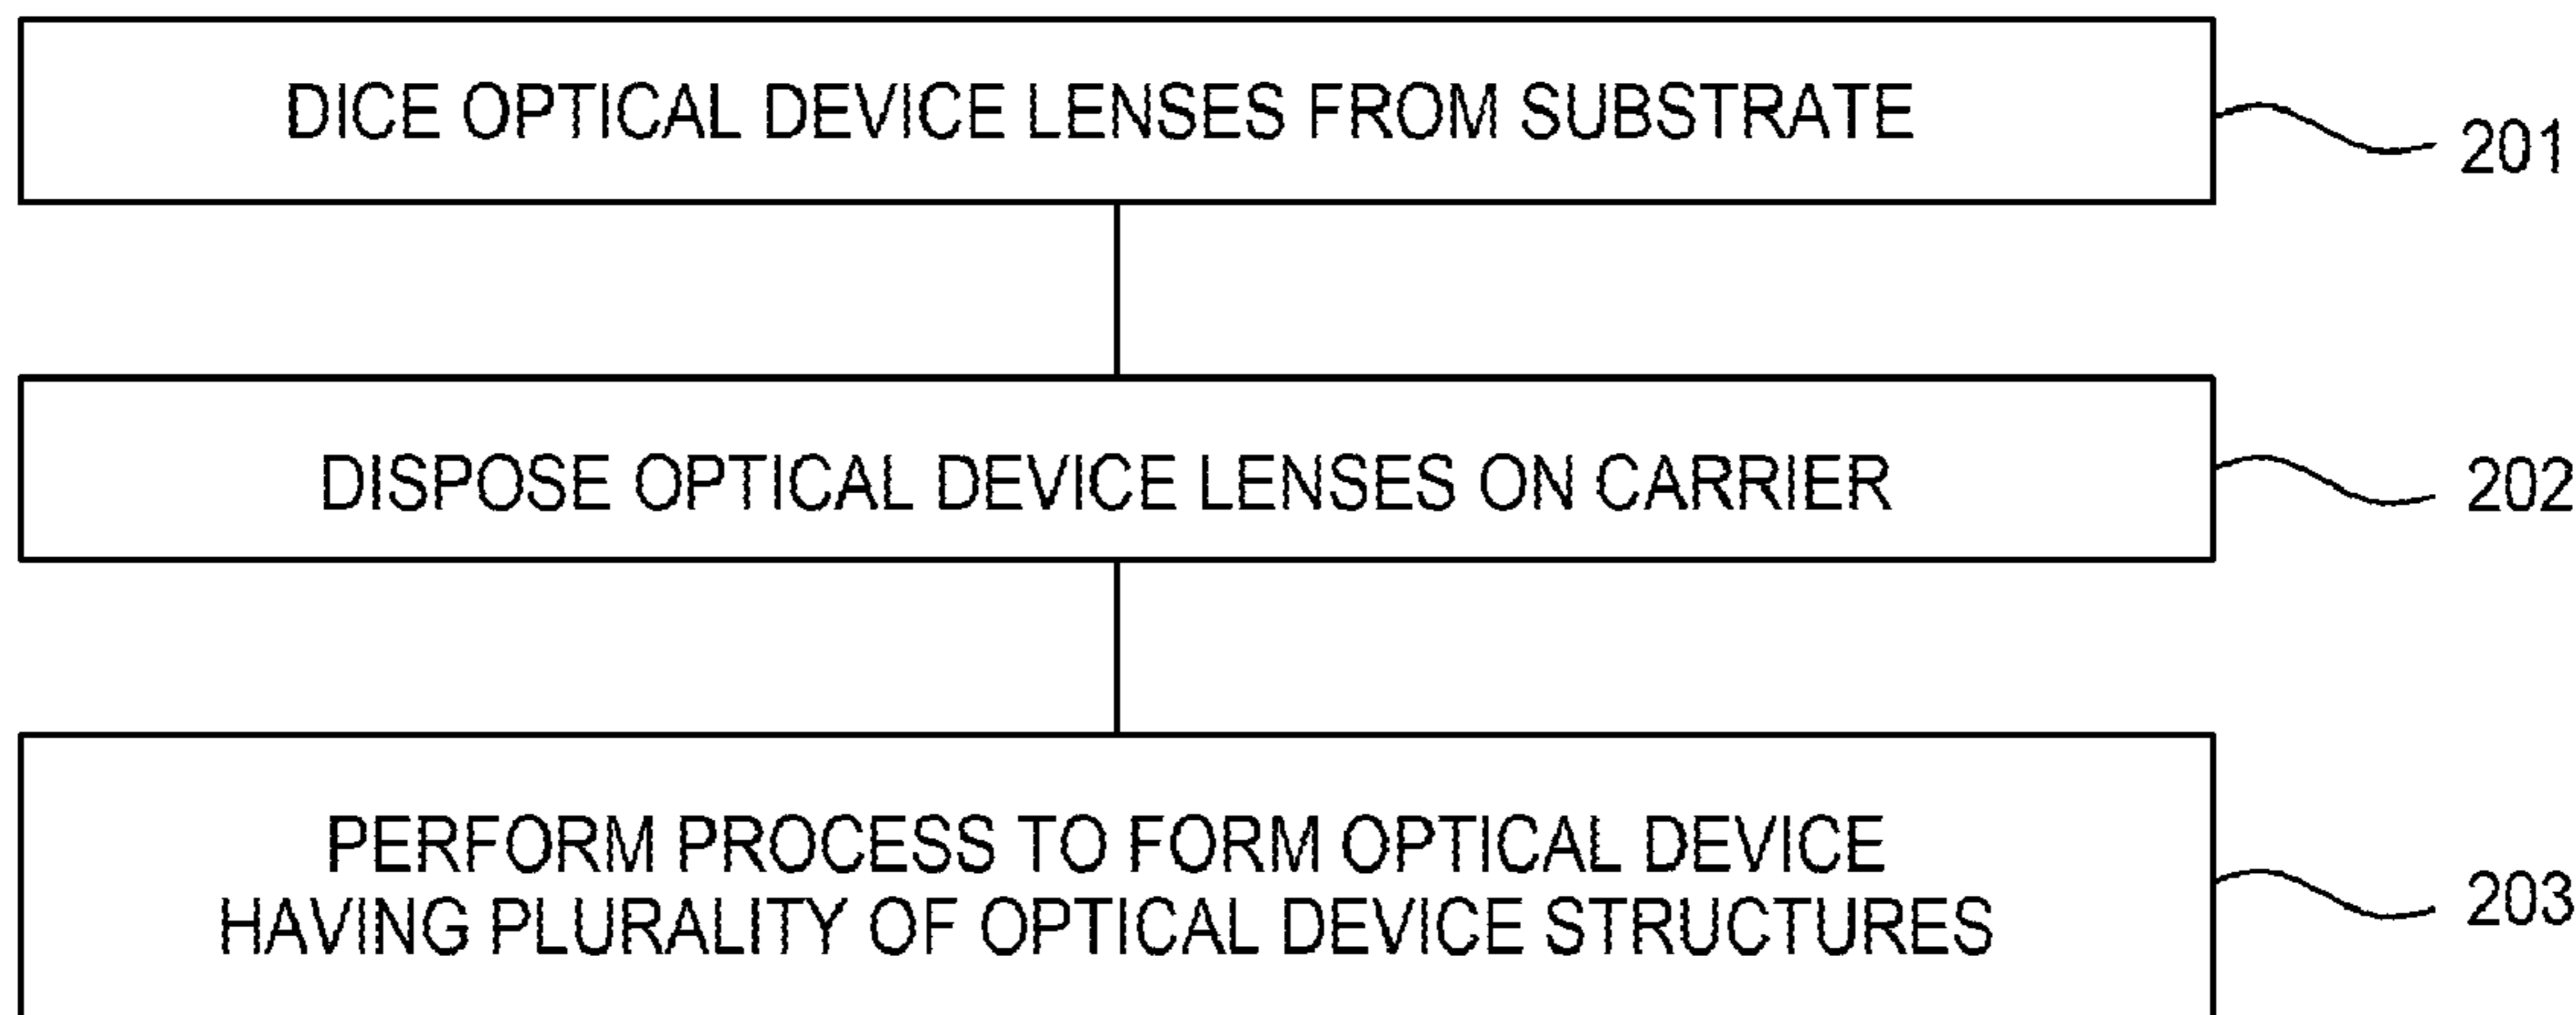 DICE OPTICAL DEVICE LENSES FROM SUBSTRATE
201
DISPOSE OPTICAL DEVICE LENSES ON CARRIER
202
PERFORM PROCESS TO FORM OPTICAL DEVICE
HAVING PLURALITY OF OPTICAL DEVICE STRUCTURES
203